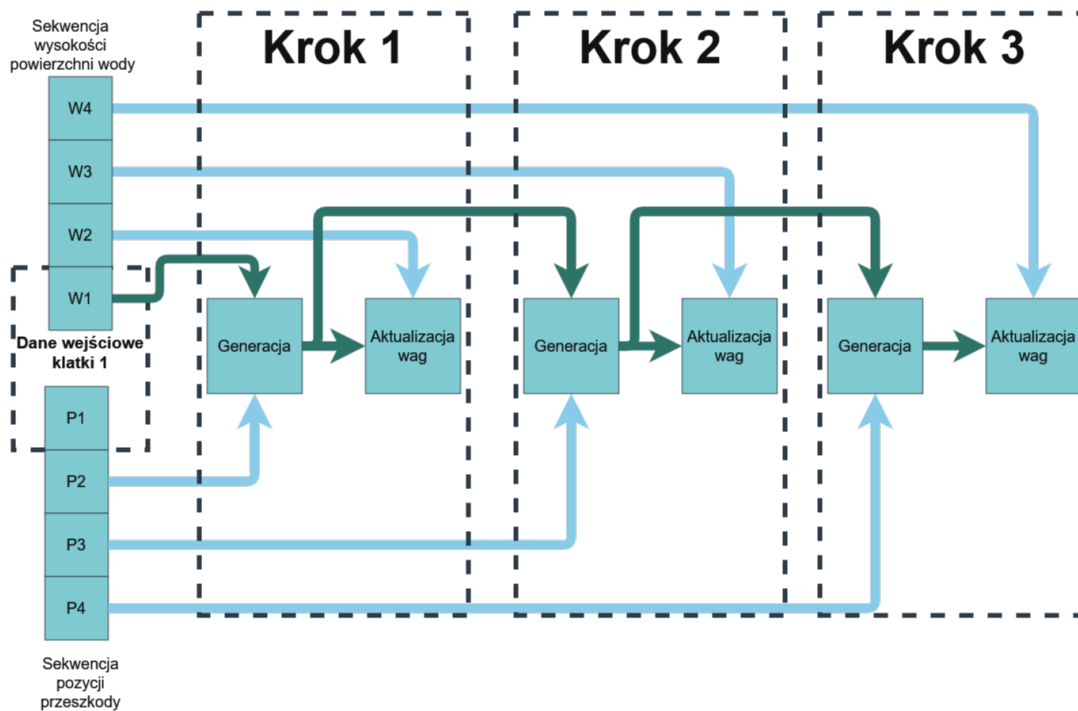 Sekwencja
wysokości
powierzchni wody
W4
W3
W2
W1
Dane wejściowe
klatki 1
P1
P2
P3
P4
Sekwencja
pozycji
przeszkody
Krok 1
Generacja
Aktualizacja
wag
Krok 2
Generacja
Aktualizacja
wag
Krok 3
Generacja
Aktualizacja
wag